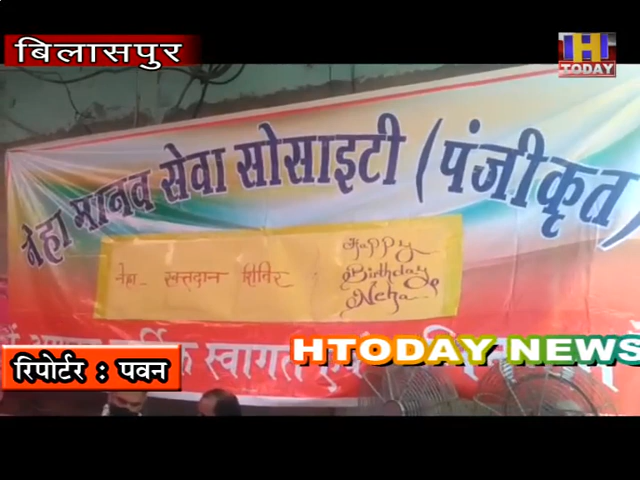 बिलासपुर
H
TODAY
नेहा मानव सेवा सोसाइटी (पंजीकृत)
नेहा - रक्तदान शिविर
Happy
Birthday
Neha
स्वागत
HTODAY NEWS
रिपोर्टर : पवन